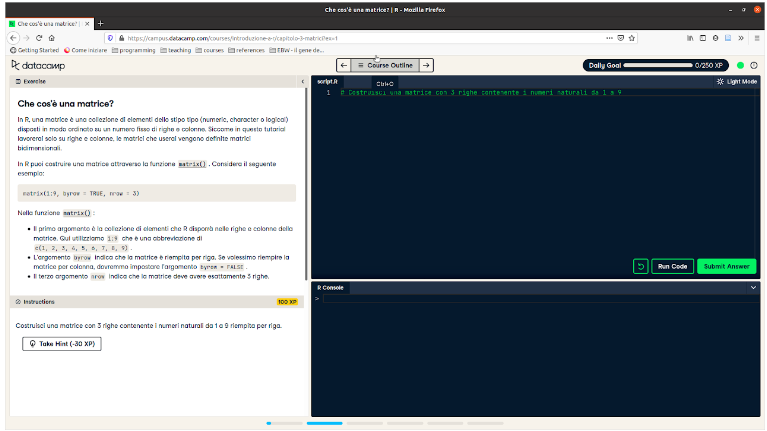 Che cos'è una matrice? | R - Mozilla Firefox
Che cos'è una matrice? |
https://campus.datacamp.com/courses/introduzione-a-r/capitolo-3-matrici?ex=1
Getting Started Come iniziare programming teaching courses references EBW - il gene de...
datacamp
Course Outline
Daily Goal 0/250 XP
Exercise
script.R
Ctrl+O
Light Mode
1 # Costruisci una matrice con 3 righe contenente i numeri naturali da 1 a 9
Che cos'è una matrice?
In R, una matrice è una collezione di elementi della stipo tipo (numeric, character o logical)
disposti in modo ordinato su un numero fisso di righe e colonne. Siccome in questo tutorial
lavorerai solo su righe e colonne, le matrici che userai vengono definite matrici
bidimensionali.
In R puoi costruire una matrice attraverso la funzione matrix() . Considera il seguente
esempio:
matrix(1:9, byrow = TRUE, nrow = 3)
Nella funzione matrix() :
Il primo argomento è la collezione di elementi che R disporrà nelle righe e colonne della
matrice. Qui utilizziamo 1:9 che è una abbreviazione di
c(1, 2, 3, 4, 5, 6, 7, 8, 9) .
L'argomento byrow indica che la matrice è riempita per riga. Se volessimo riempire la
matrice per colonna, dovremmo impostare l'argomento byrow = FALSE .
Il terzo argomento nrow indica che la matrice deve avere esattamente 3 righe.
Run Code
Submit Answer
R Console
>
Instructions
100 XP
Costruisci una matrice con 3 righe contenente i numeri naturali da 1 a 9 riempita per riga.
Take Hint (-30 XP)